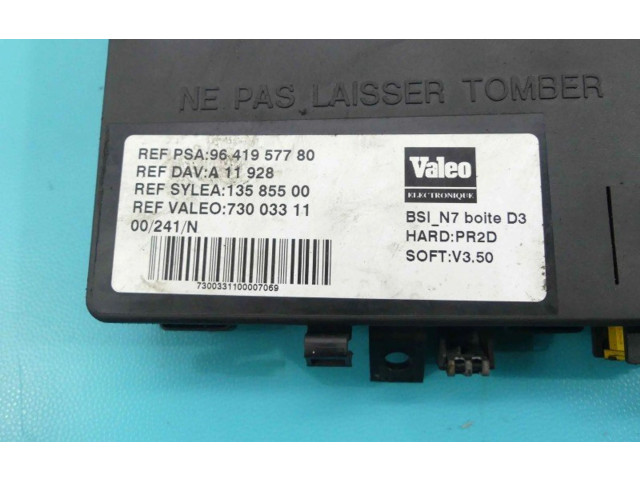 NE PAS LAISSER TOMBER
REF PSA:96 419 577 80
REF DAV:A 11 928
REF SYLEA:135 855 00
REF VALEO:730 033 11
00/241/N
7300331100007069
Valeo
ELECTRONIQUE
BSI_N7 boite D3
HARD:PR2D
SOFT:V3.50